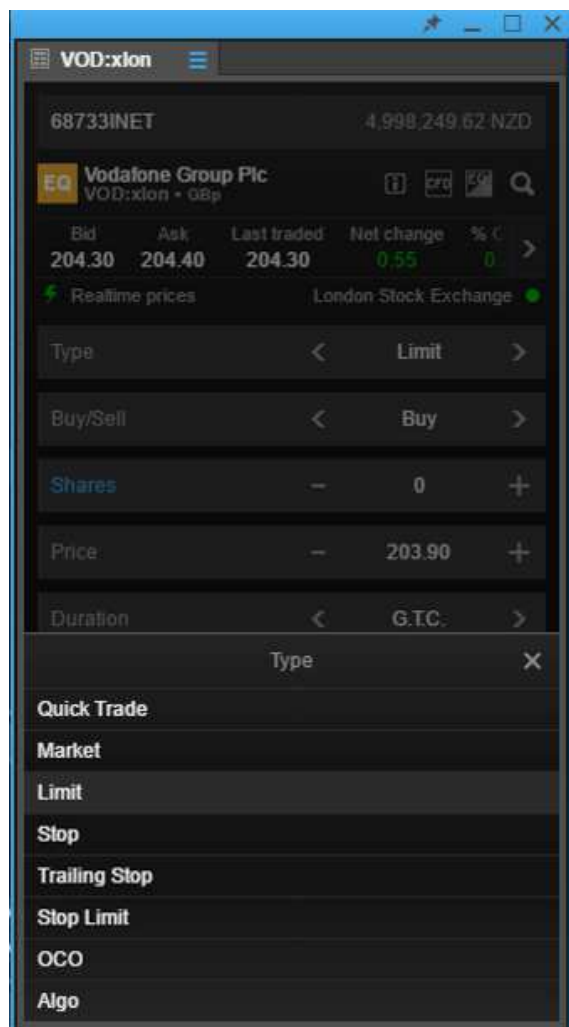 VOD:xlon
68733INET 4,998,249.62 NZD
EQ Vodafone Group Plc CFD
VOD:xlon • GBp
Bid Ask Last traded Net change % C
204.30 204.40 204.30 0.55 0.
Realtime prices London Stock Exchange
Type < Limit >
Buy/Sell < Buy >
Shares − 0 +
Price − 203.90 +
Duration < G.T.C. >
Type
Quick Trade
Market
Limit
Stop
Trailing Stop
Stop Limit
OCO
Algo